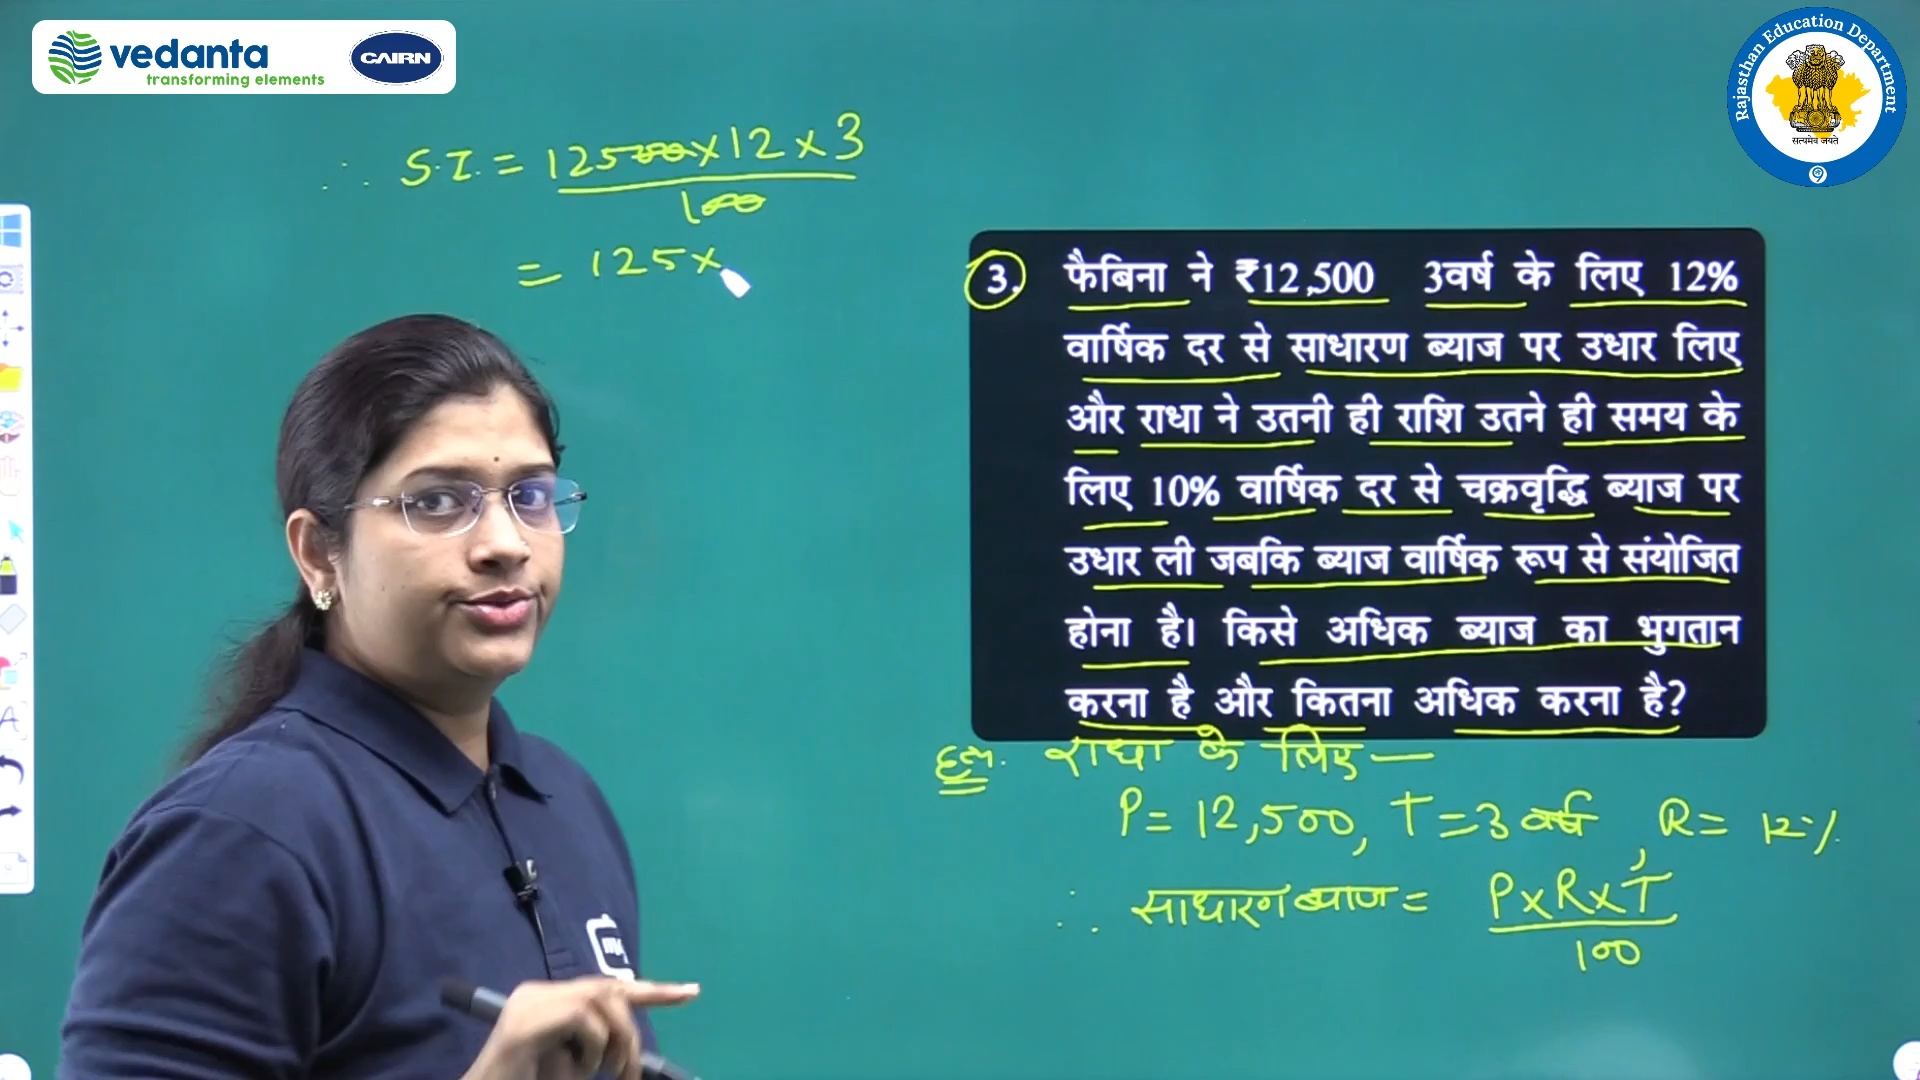 vedanta
transforming elements
CAIRN
Rajasthan Education Department
सत्यमेव जयते
∴ S.I. = 12500×12×3
100
= 125×
3. फैबिना ने ₹12,500 3वर्ष के लिए 12%
वार्षिक दर से साधारण ब्याज पर उधार लिए
और राधा ने उतनी ही राशि उतने ही समय के
लिए 10% वार्षिक दर से चक्रवृद्धि ब्याज पर
उधार ली जबकि ब्याज वार्षिक रूप से संयोजित
होना है। किसे अधिक ब्याज का भुगतान
करना है और कितना अधिक करना है?
हल. राधा के लिए —
P = 12,500, T = 3 वर्ष, R = 12%
∴ साधारण ब्याज = P×R×T
100